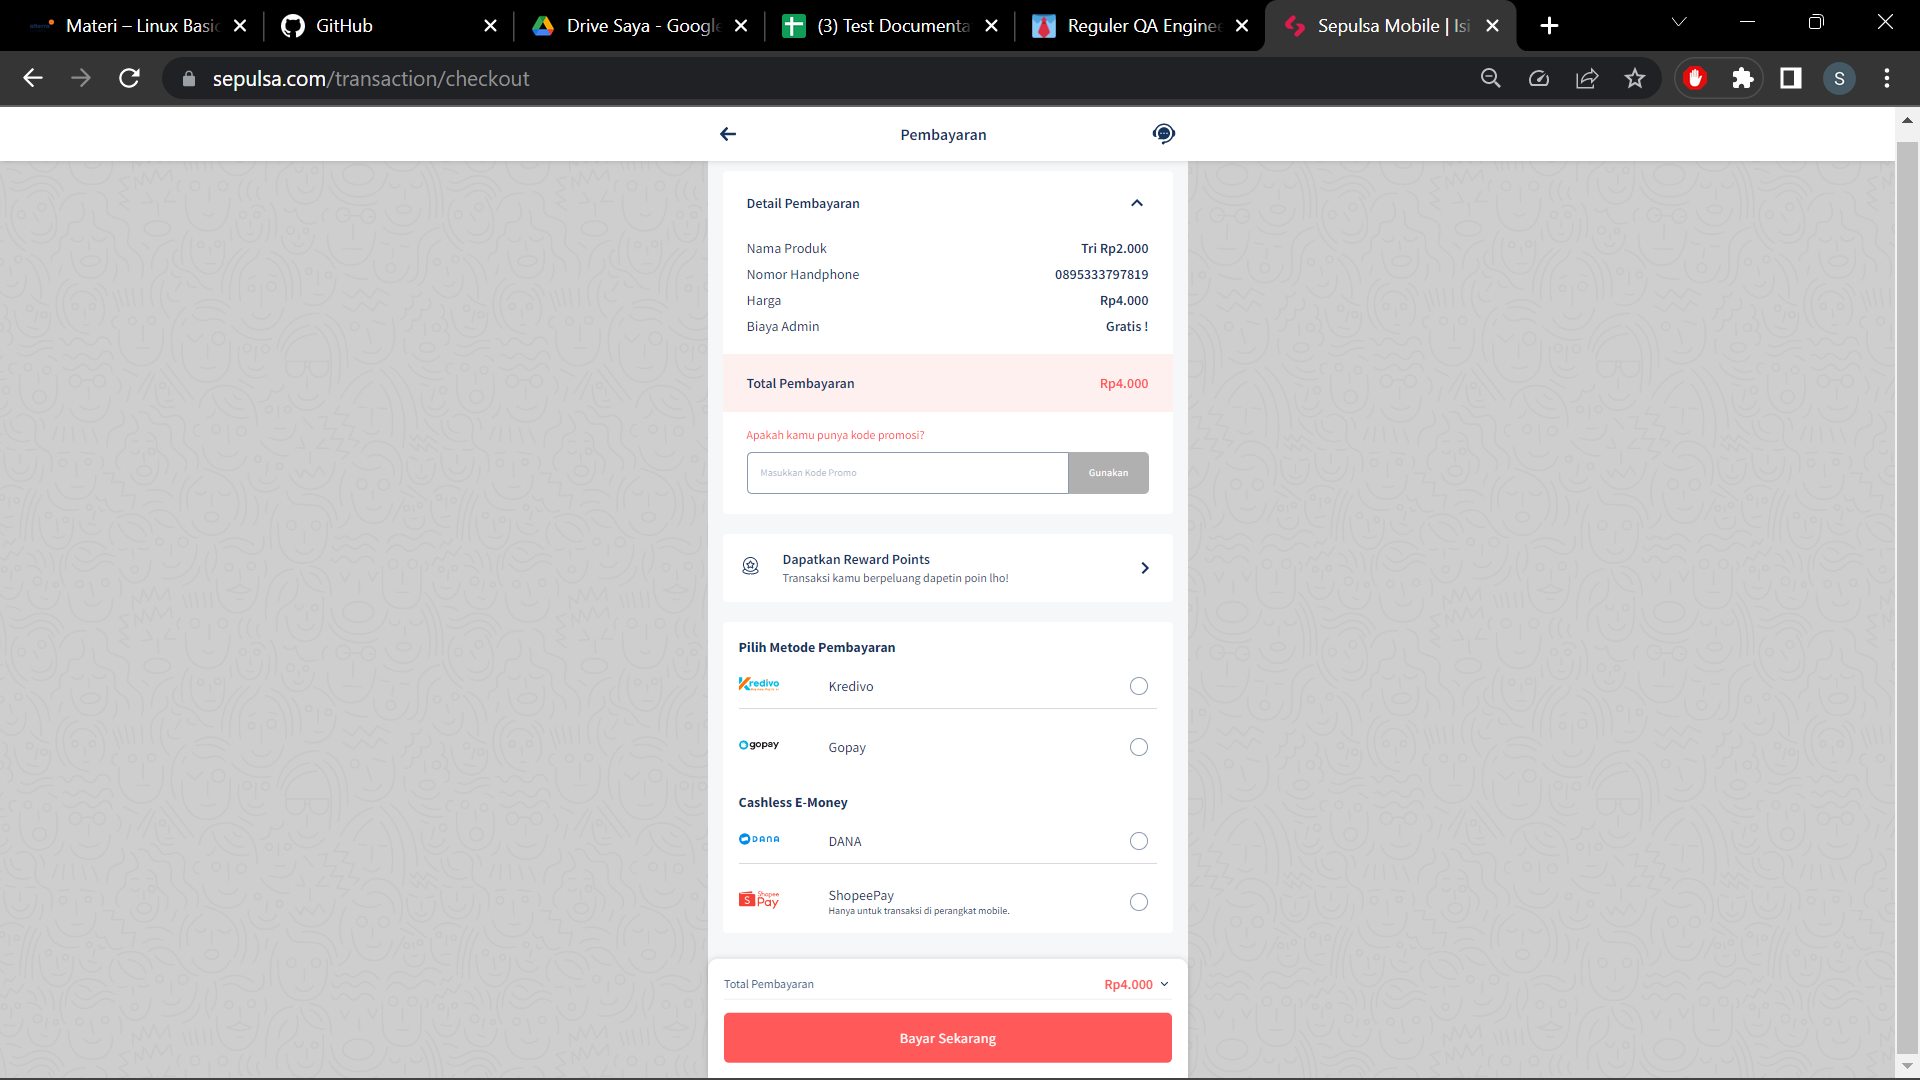 Materi – Linux Basic
GitHub
Drive Saya - Google
(3) Test Documenta
Reguler QA Enginee
Sepulsa Mobile | Isi
sepulsa.com/transaction/checkout
S
Pembayaran
Detail Pembayaran
Nama Produk Tri Rp2.000
Nomor Handphone 0895333797819
Harga Rp4.000
Biaya Admin Gratis !
Total Pembayaran Rp4.000
Apakah kamu punya kode promosi?
Masukkan Kode Promo Gunakan
Dapatkan Reward Points
Transaksi kamu berpeluang dapetin poin lho!
Pilih Metode Pembayaran
Kredivo Kredivo
gopay Gopay
Cashless E-Money
DANA DANA
Shopee
S Pay ShopeePay
Hanya untuk transaksi di perangkat mobile.
Total Pembayaran Rp4.000
Bayar Sekarang